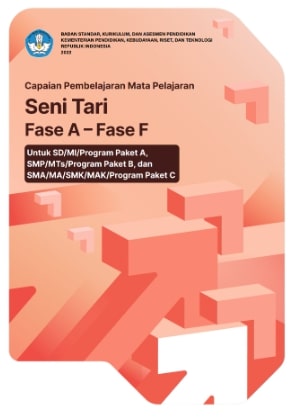 BADAN STANDAR, KURIKULUM, DAN ASESMEN PENDIDIKAN
KEMENTERIAN PENDIDIKAN, KEBUDAYAAN, RISET, DAN TEKNOLOGI
REPUBLIK INDONESIA
2022
Capaian Pembelajaran Mata Pelajaran
Seni Tari
Fase A – Fase F
Untuk SD/MI/Program Paket A,
SMP/MTs/Program Paket B, dan
SMA/MA/SMK/MAK/Program Paket C